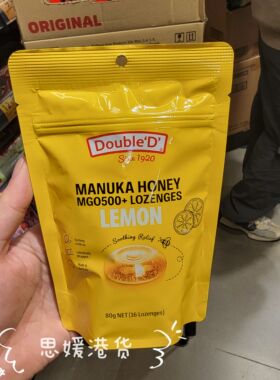 ORIGINAL
Double'D'
Since 1920
MANUKA HONEY
MGO500+ LOZENGES
LEMON
Soothing Relief
80g NET (16 Lozenges)
思媛港货